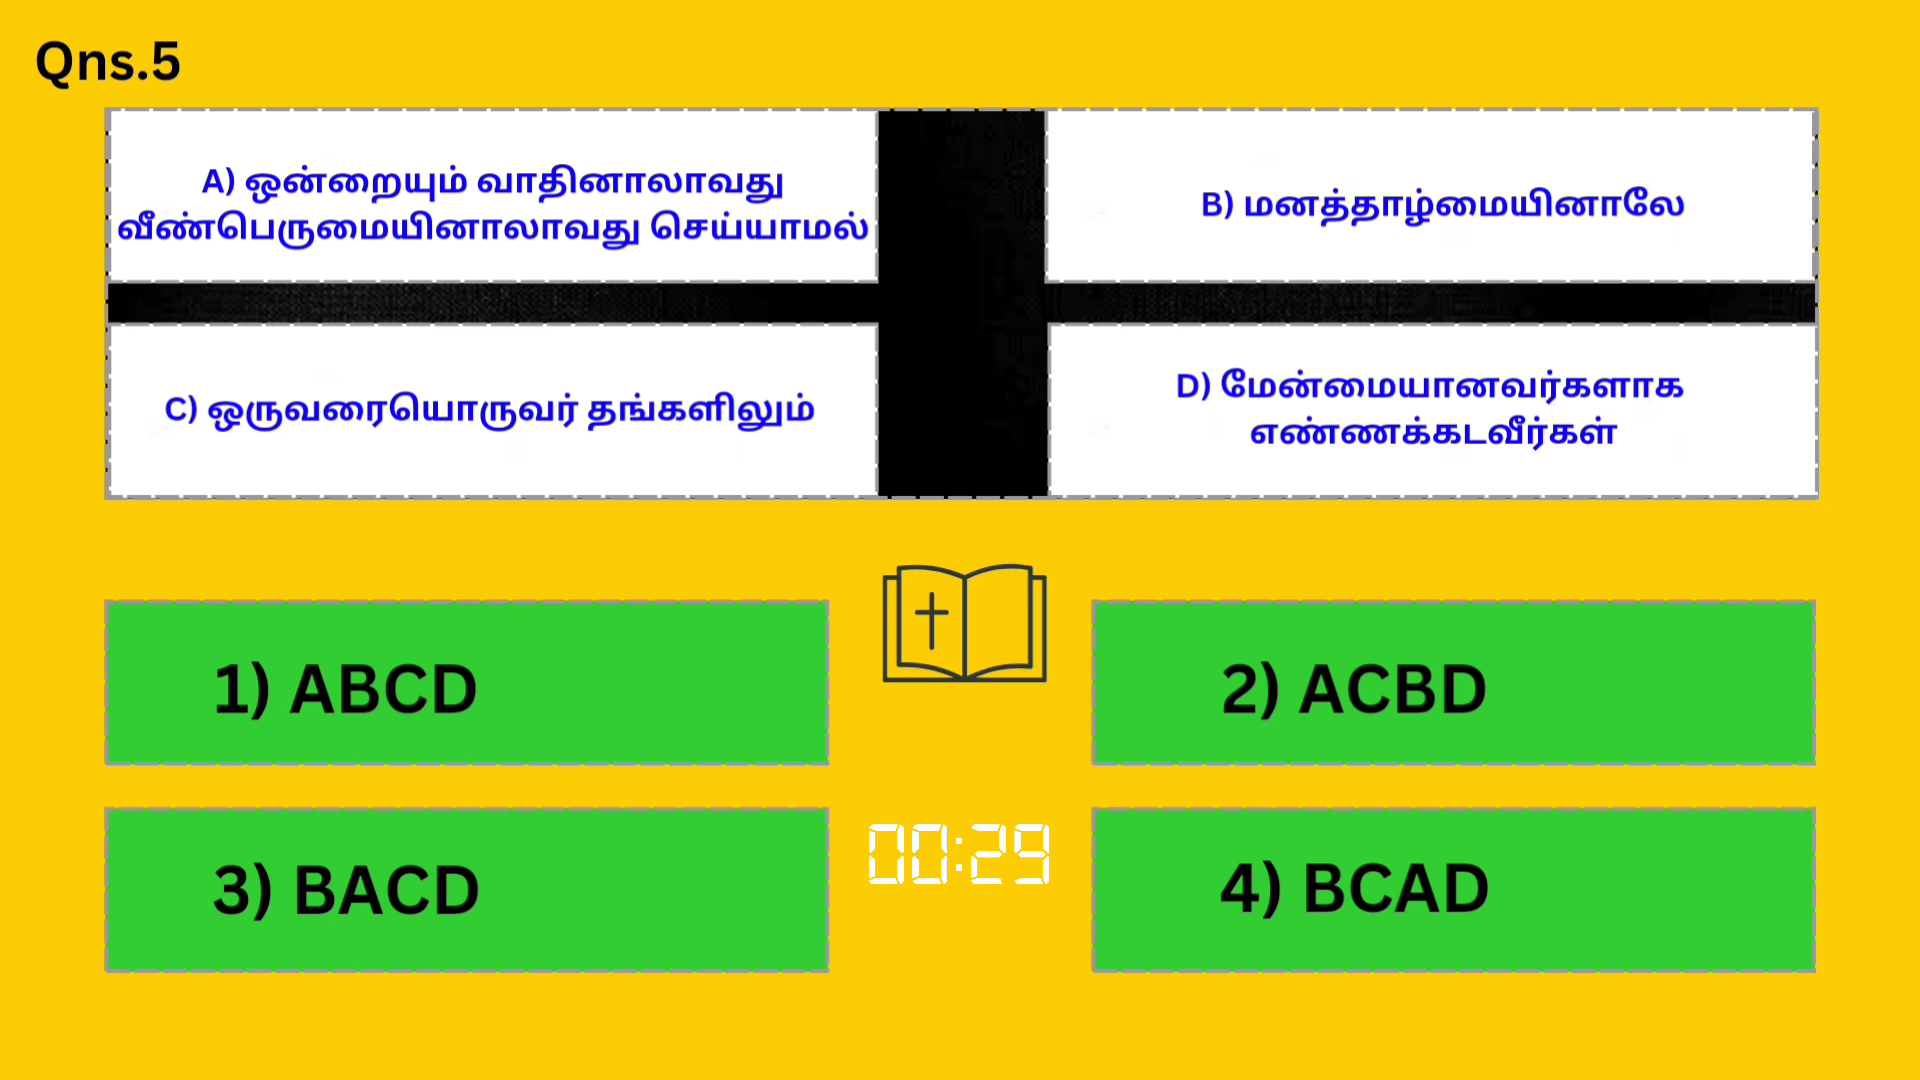 Qns.5
A) ஒன்றையும் வாதினாலாவது
வீண்பெருமையினாலாவது செய்யாமல்
B) மனத்தாழ்மையினாலே
C) ஒருவரையொருவர் தங்களிலும்
D) மேன்மையானவர்களாக
எண்ணக்கடவீர்கள்
1) ABCD
2) ACBD
3) BACD
00:29
4) BCAD